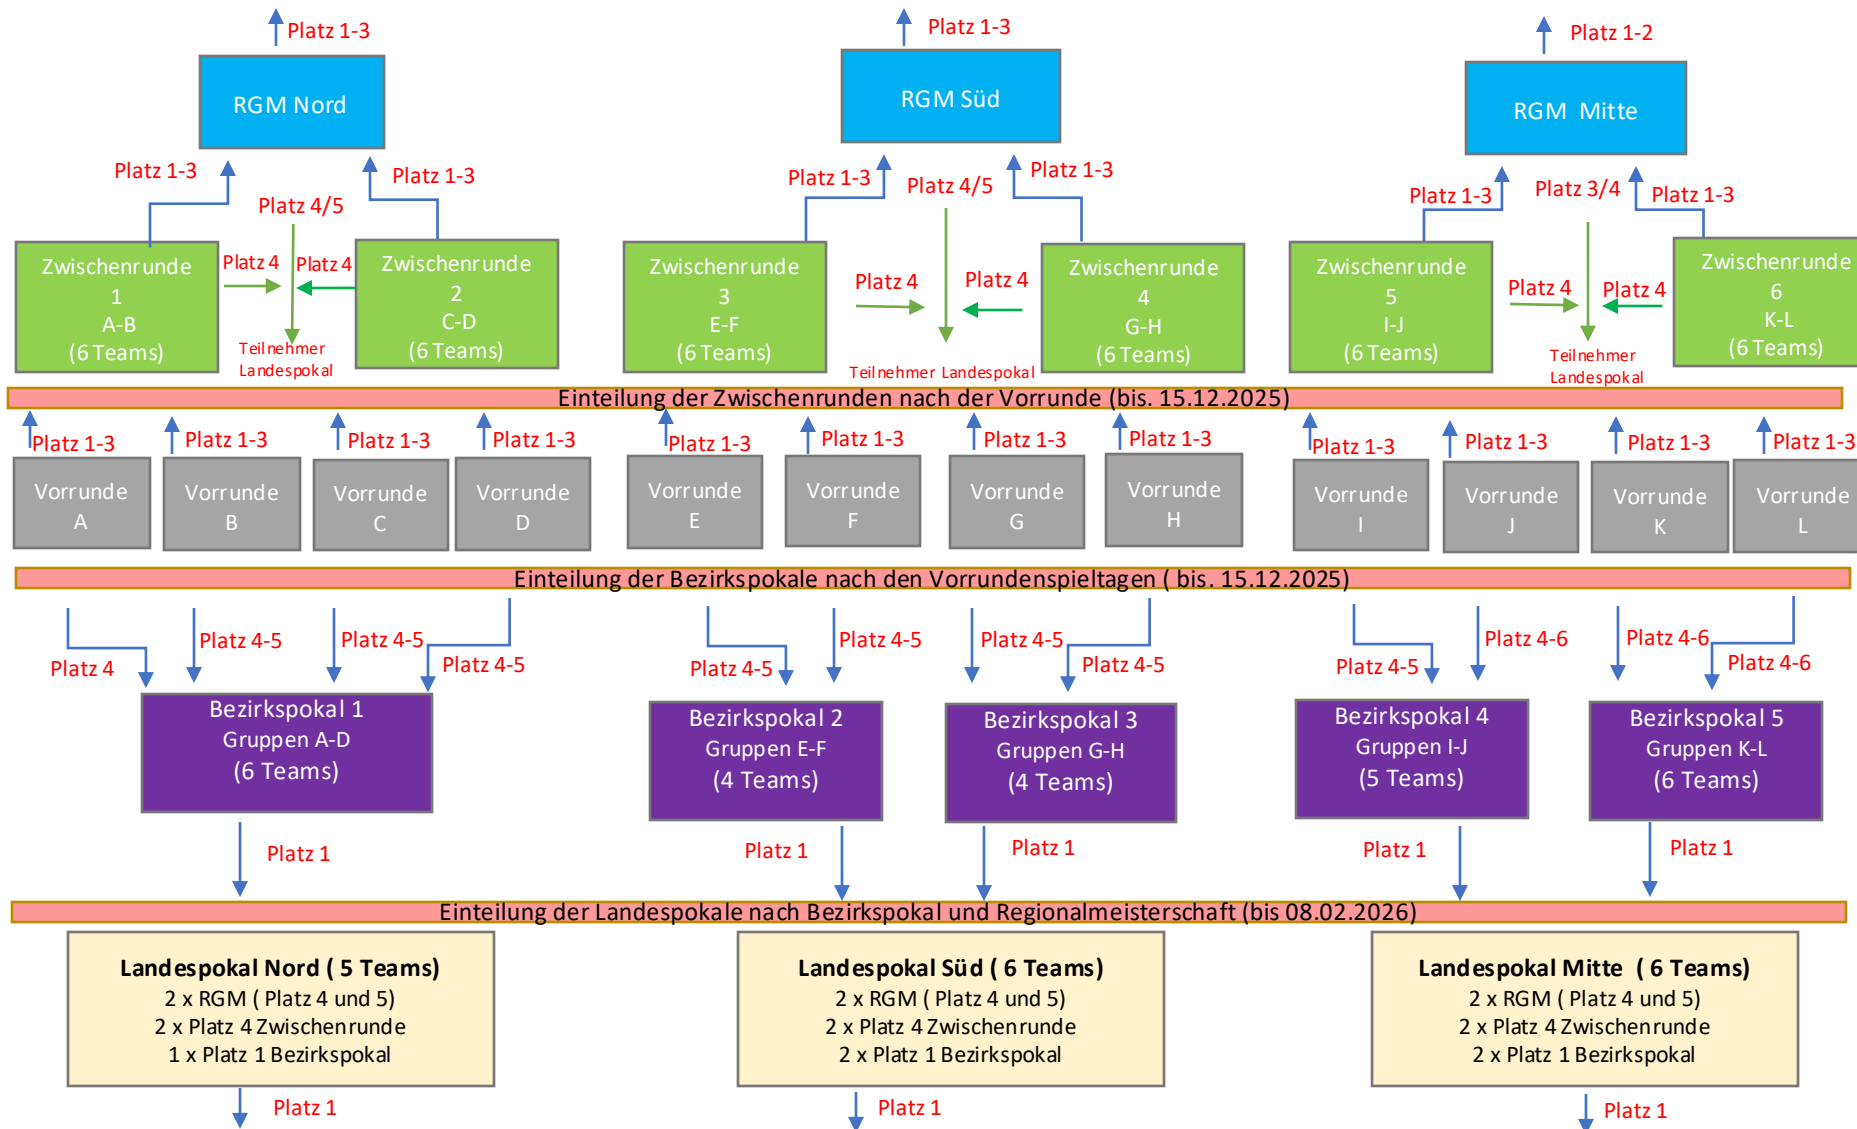 Platz 1-3
Platz 1-3
Platz 1-2
RGM Nord
RGM Süd
RGM  Mitte
Platz 1-3
Platz 1-3
Platz 4/5
Platz 1-3
Platz 1-3
Platz 4/5
Platz 1-3
Platz 1-3
Platz 3/4
Zwischenrunde
1
A-B
(6 Teams)
Platz 4
Platz 4
Zwischenrunde
2
C-D
(6 Teams)
Teilnehmer
Landespokal
Zwischenrunde
3
E-F
(6 Teams)
Platz 4
Platz 4
Zwischenrunde
4
G-H
(6 Teams)
Teilnehmer Landespokal
Zwischenrunde
5
I-J
(6 Teams)
Platz 4
Platz 4
Zwischenrunde
6
K-L
(6 Teams)
Teilnehmer
Landespokal
Einteilung der Zwischenrunden nach der Vorrunde (bis. 15.12.2025)
Platz 1-3
Platz 1-3
Platz 1-3
Platz 1-3
Platz 1-3
Platz 1-3
Platz 1-3
Platz 1-3
Platz 1-3
Platz 1-3
Platz 1-3
Platz 1-3
Vorrunde
A
Vorrunde
B
Vorrunde
C
Vorrunde
D
Vorrunde
E
Vorrunde
F
Vorrunde
G
Vorrunde
H
Vorrunde
I
Vorrunde
J
Vorrunde
K
Vorrunde
L
Einteilung der Bezirkspokale nach den Vorrundenspieltagen ( bis. 15.12.2025)
Platz 4
Platz 4-5
Platz 4-5
Platz 4-5
Platz 4-5
Platz 4-5
Platz 4-5
Platz 4-5
Platz 4-5
Platz 4-6
Platz 4-6
Platz 4-6
Bezirkspokal 1
Gruppen A-D
(6 Teams)
Bezirkspokal 2
Gruppen E-F
(4 Teams)
Bezirkspokal 3
Gruppen G-H
(4 Teams)
Bezirkspokal 4
Gruppen I-J
(5 Teams)
Bezirkspokal 5
Gruppen K-L
(6 Teams)
Platz 1
Platz 1
Platz 1
Platz 1
Platz 1
Einteilung der Landespokale nach Bezirkspokal und Regionalmeisterschaft (bis 08.02.2026)
Landespokal Nord ( 5 Teams)
2 x RGM ( Platz 4 und 5)
2 x Platz 4 Zwischenrunde
1 x Platz 1 Bezirkspokal
Landespokal Süd ( 6 Teams)
2 x RGM ( Platz 4 und 5)
2 x Platz 4 Zwischenrunde
2 x Platz 1 Bezirkspokal
Landespokal Mitte  ( 6 Teams)
2 x RGM ( Platz 4 und 5)
2 x Platz 4 Zwischenrunde
2 x Platz 1 Bezirkspokal
Platz 1
Platz 1
Platz 1